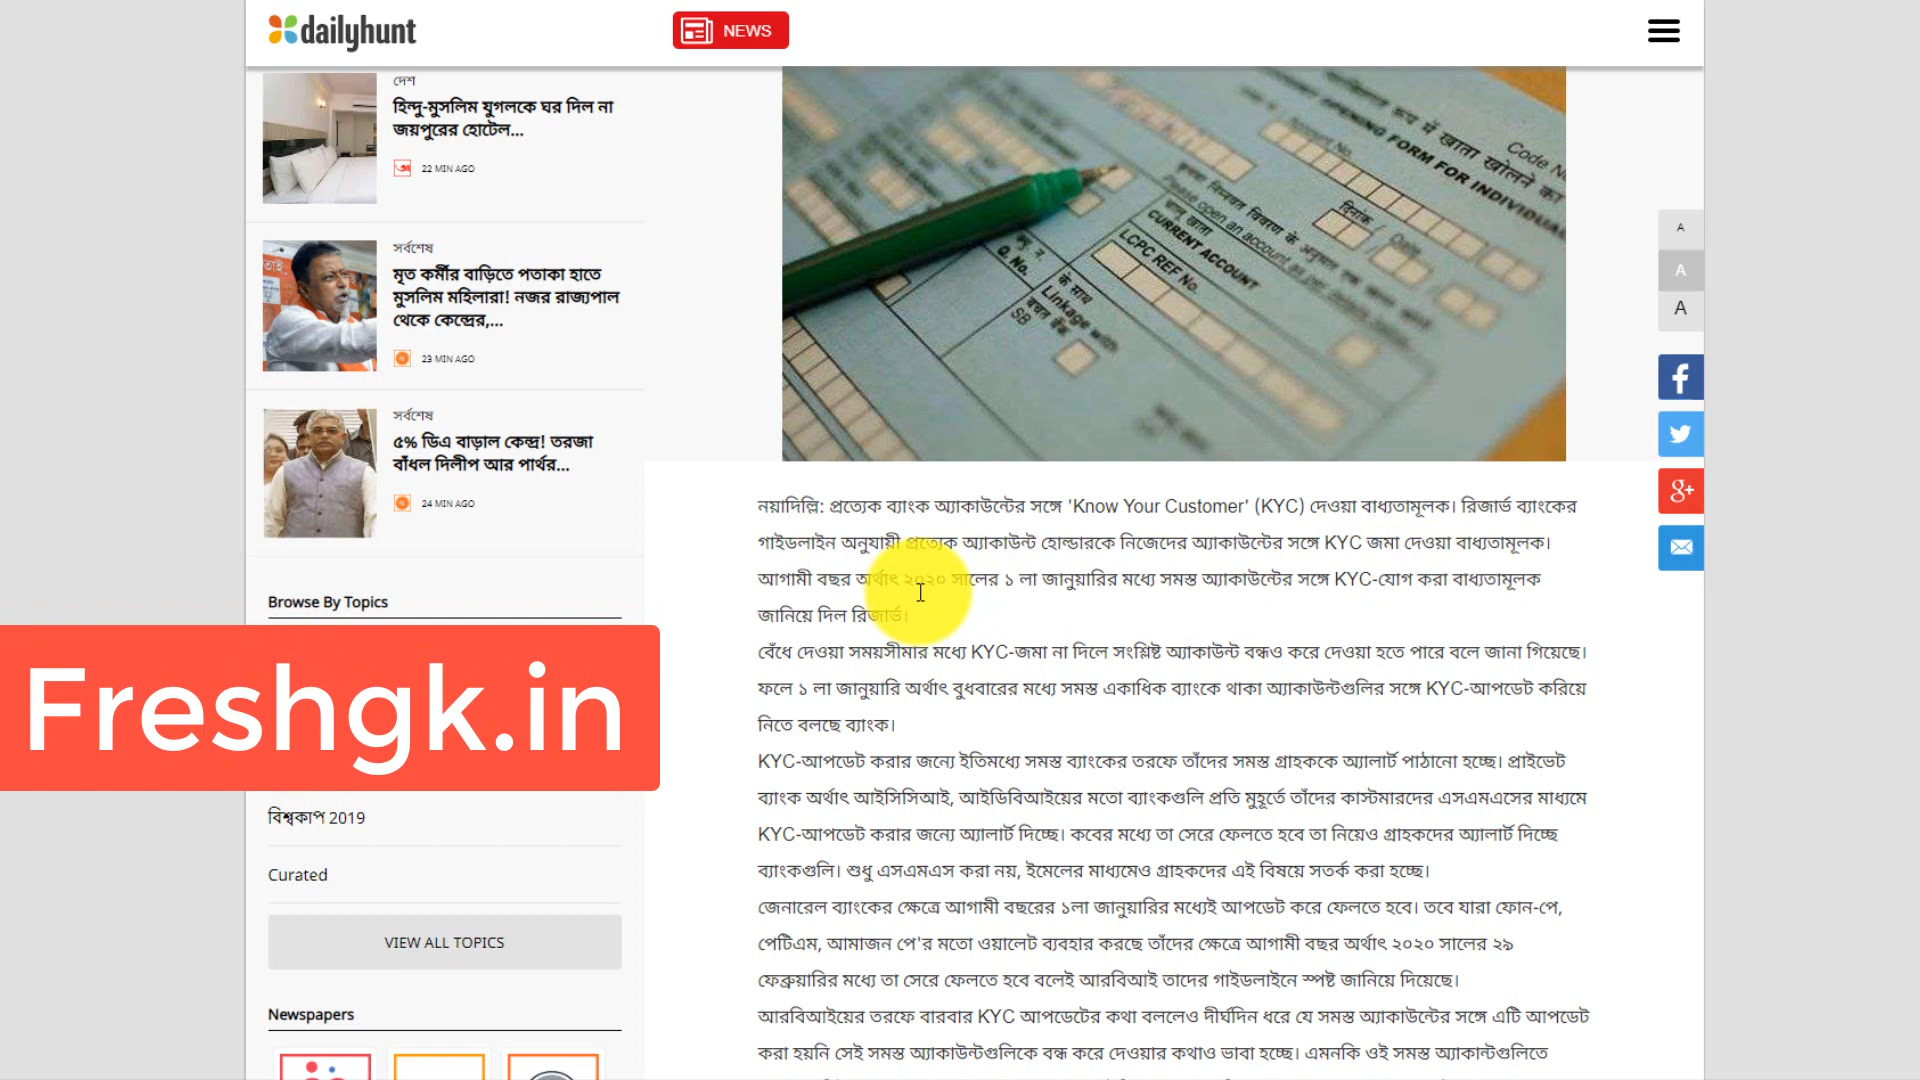 dailyhunt
NEWS
দেশ
হিন্দু-মুসলিম যুগলকে ঘর দিল না
জয়পুরের হোটেল...
22 MIN AGO
সর্বশেষ
মৃত কর্মীর বাড়িতে পতাকা হাতে
মুসলিম মহিলারা! নজর রাজ্যপাল
থেকে কেন্দ্রের,...
23 MIN AGO
সর্বশেষ
৫% ডিএ বাড়াল কেন্দ্র! তরজা
বাঁধল দিলীপ আর পার্থর...
24 MIN AGO
Browse By Topics
Freshgk.in
বিশ্বকাপ 2019
Curated
VIEW ALL TOPICS
Newspapers
Code No
OPENING FORM FOR INDIVIDUAL
दिनांक / Date
CURRENT ACCOUNT
LCPC REF No.
Q. No.
के साथ
Linkage with
बचत बैंक
SB
A
A
A
নয়াদিল্লি: প্রত্যেক ব্যাংক অ্যাকাউন্টের সঙ্গে 'Know Your Customer' (KYC) দেওয়া বাধ্যতামূলক। রিজার্ভ ব্যাংকের
গাইডলাইন অনুযায়ী প্রত্যেক অ্যাকাউন্ট হোল্ডারকে নিজেদের অ্যাকাউন্টের সঙ্গে KYC জমা দেওয়া বাধ্যতামূলক।
আগামী বছর অর্থাৎ ২০২০ সালের ১ লা জানুয়ারির মধ্যে সমস্ত অ্যাকাউন্টের সঙ্গে KYC-যোগ করা বাধ্যতামূলক
জানিয়ে দিল রিজার্ভ।
বেঁধে দেওয়া সময়সীমার মধ্যে KYC-জমা না দিলে সংশ্লিষ্ট অ্যাকাউন্ট বন্ধও করে দেওয়া হতে পারে বলে জানা গিয়েছে।
ফলে ১ লা জানুয়ারি অর্থাৎ বুধবারের মধ্যে সমস্ত একাধিক ব্যাংকে থাকা অ্যাকাউন্টগুলির সঙ্গে KYC-আপডেট করিয়ে
নিতে বলছে ব্যাংক।
KYC-আপডেট করার জন্যে ইতিমধ্যে সমস্ত ব্যাংকের তরফে তাঁদের সমস্ত গ্রাহককে অ্যালার্ট পাঠানো হচ্ছে। প্রাইভেট
ব্যাংক অর্থাৎ আইসিসিআই, আইডিবিআইয়ের মতো ব্যাংকগুলি প্রতি মুহূর্তে তাঁদের কাস্টমারদের এসএমএসের মাধ্যমে
KYC-আপডেট করার জন্যে অ্যালার্ট দিচ্ছে। কবের মধ্যে তা সেরে ফেলতে হবে তা নিয়েও গ্রাহকদের অ্যালার্ট দিচ্ছে
ব্যাংকগুলি। শুধু এসএমএস করা নয়, ইমেলের মাধ্যমেও গ্রাহকদের এই বিষয়ে সতর্ক করা হচ্ছে।
জেনারেল ব্যাংকের ক্ষেত্রে আগামী বছরের ১লা জানুয়ারির মধ্যেই আপডেট করে ফেলতে হবে। তবে যারা ফোন-পে,
পেটিএম, আমাজন পে'র মতো ওয়ালেট ব্যবহার করছে তাঁদের ক্ষেত্রে আগামী বছর অর্থাৎ ২০২০ সালের ২৯
ফেব্রুয়ারির মধ্যে তা সেরে ফেলতে হবে বলেই আরবিআই তাদের গাইডলাইনে স্পষ্ট জানিয়ে দিয়েছে।
আরবিআইয়ের তরফে বারবার KYC আপডেটের কথা বললেও দীর্ঘদিন ধরে যে সমস্ত অ্যাকাউন্টের সঙ্গে এটি আপডেট
করা হয়নি সেই সমস্ত অ্যাকাউন্টগুলিকে বন্ধ করে দেওয়ার কথাও ভাবা হচ্ছে। এমনকি ওই সমস্ত অ্যাকান্টগুলিতে